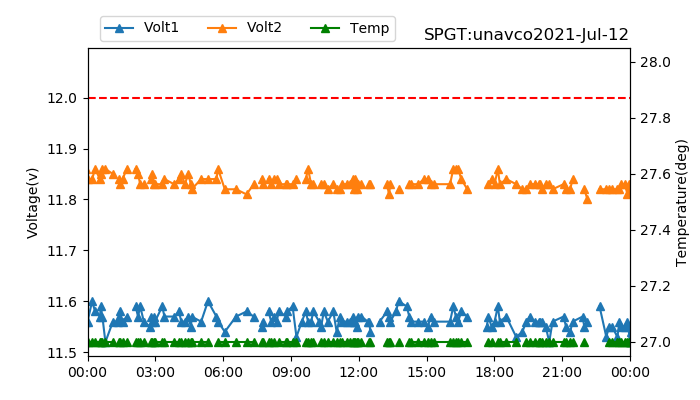 Volt1 Volt2 Temp
SPGT:unavco2021-Jul-12
Voltage(v)
12.0
11.9
11.8
11.7
11.6
11.5
28.0
27.8
27.6
27.4
27.2
27.0
Temperature(deg)
00:00 03:00 06:00 09:00 12:00 15:00 18:00 21:00 00:00